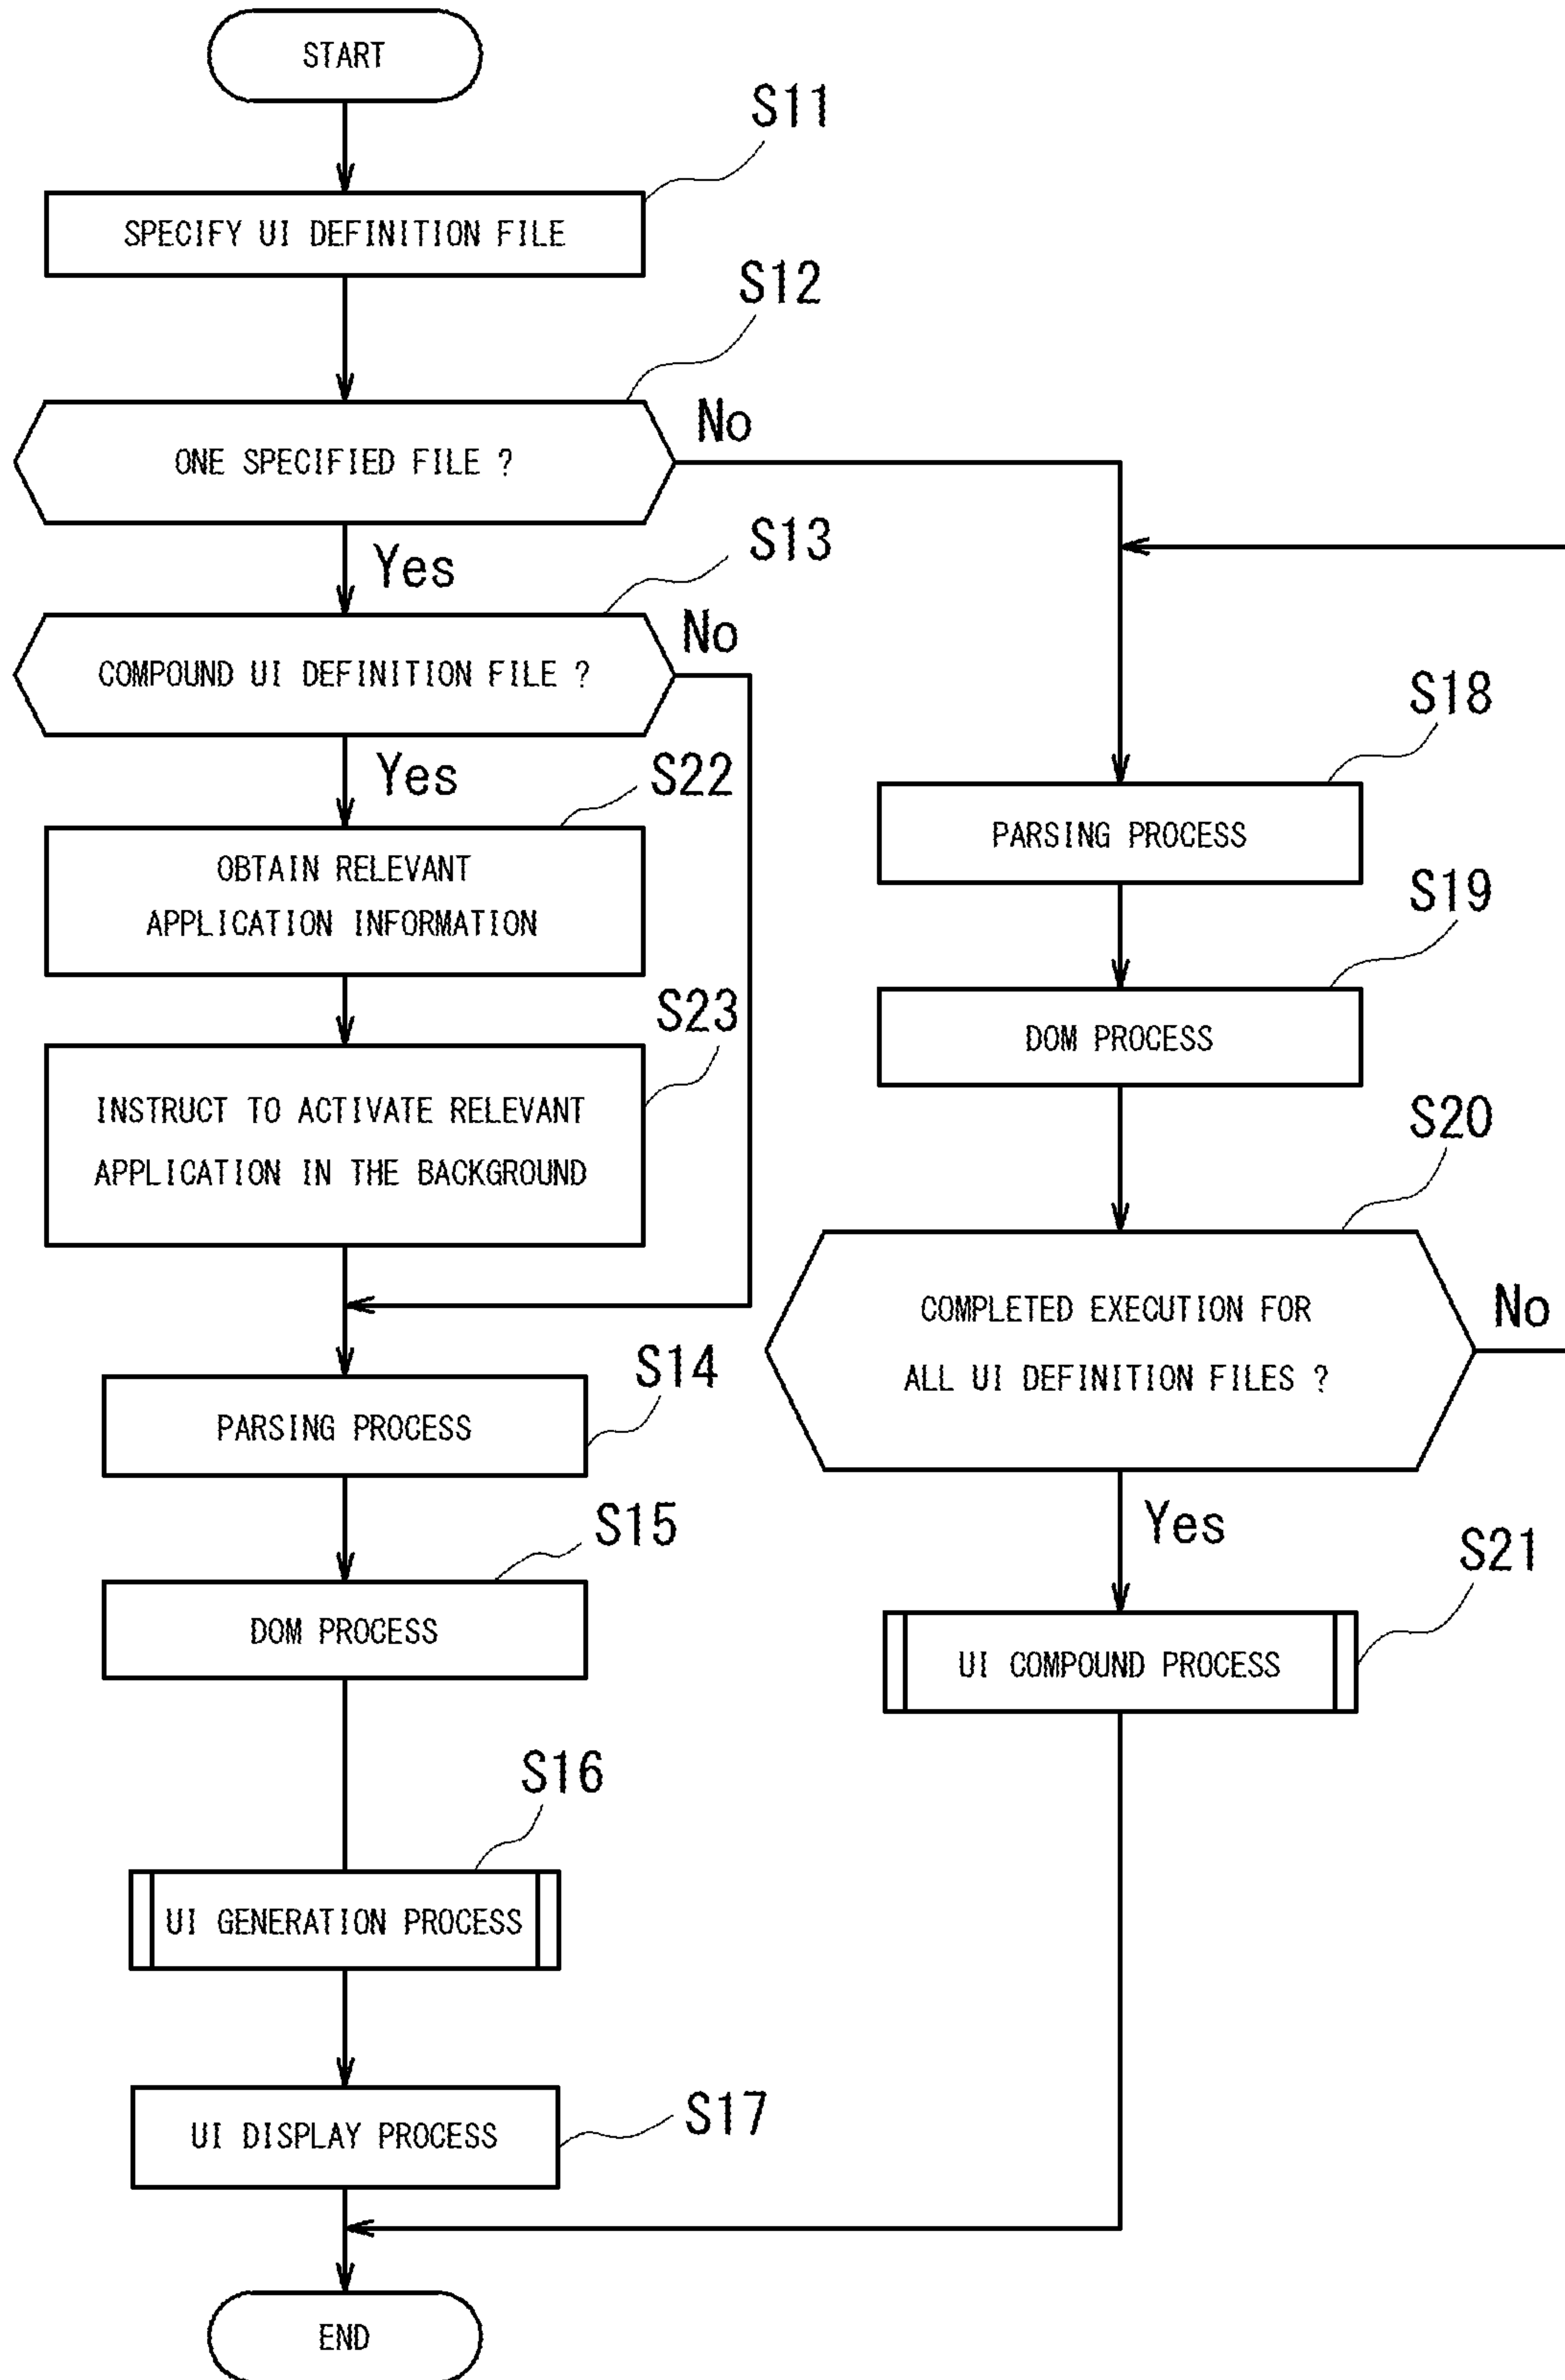 START
S11
SPECIFY UI DEFINITION FILE
S12
ONE SPECIFIED FILE ?
No
Yes
S13
COMPOUND UI DEFINITION FILE ?
No
Yes
S22
OBTAIN RELEVANT
APPLICATION INFORMATION
S23
INSTRUCT TO ACTIVATE RELEVANT
APPLICATION IN THE BACKGROUND
S14
PARSING PROCESS
S15
DOM PROCESS
S16
UI GENERATION PROCESS
S17
UI DISPLAY PROCESS
END
S18
PARSING PROCESS
S19
DOM PROCESS
S20
COMPLETED EXECUTION FOR
ALL UI DEFINITION FILES ?
No
Yes
S21
UI COMPOUND PROCESS